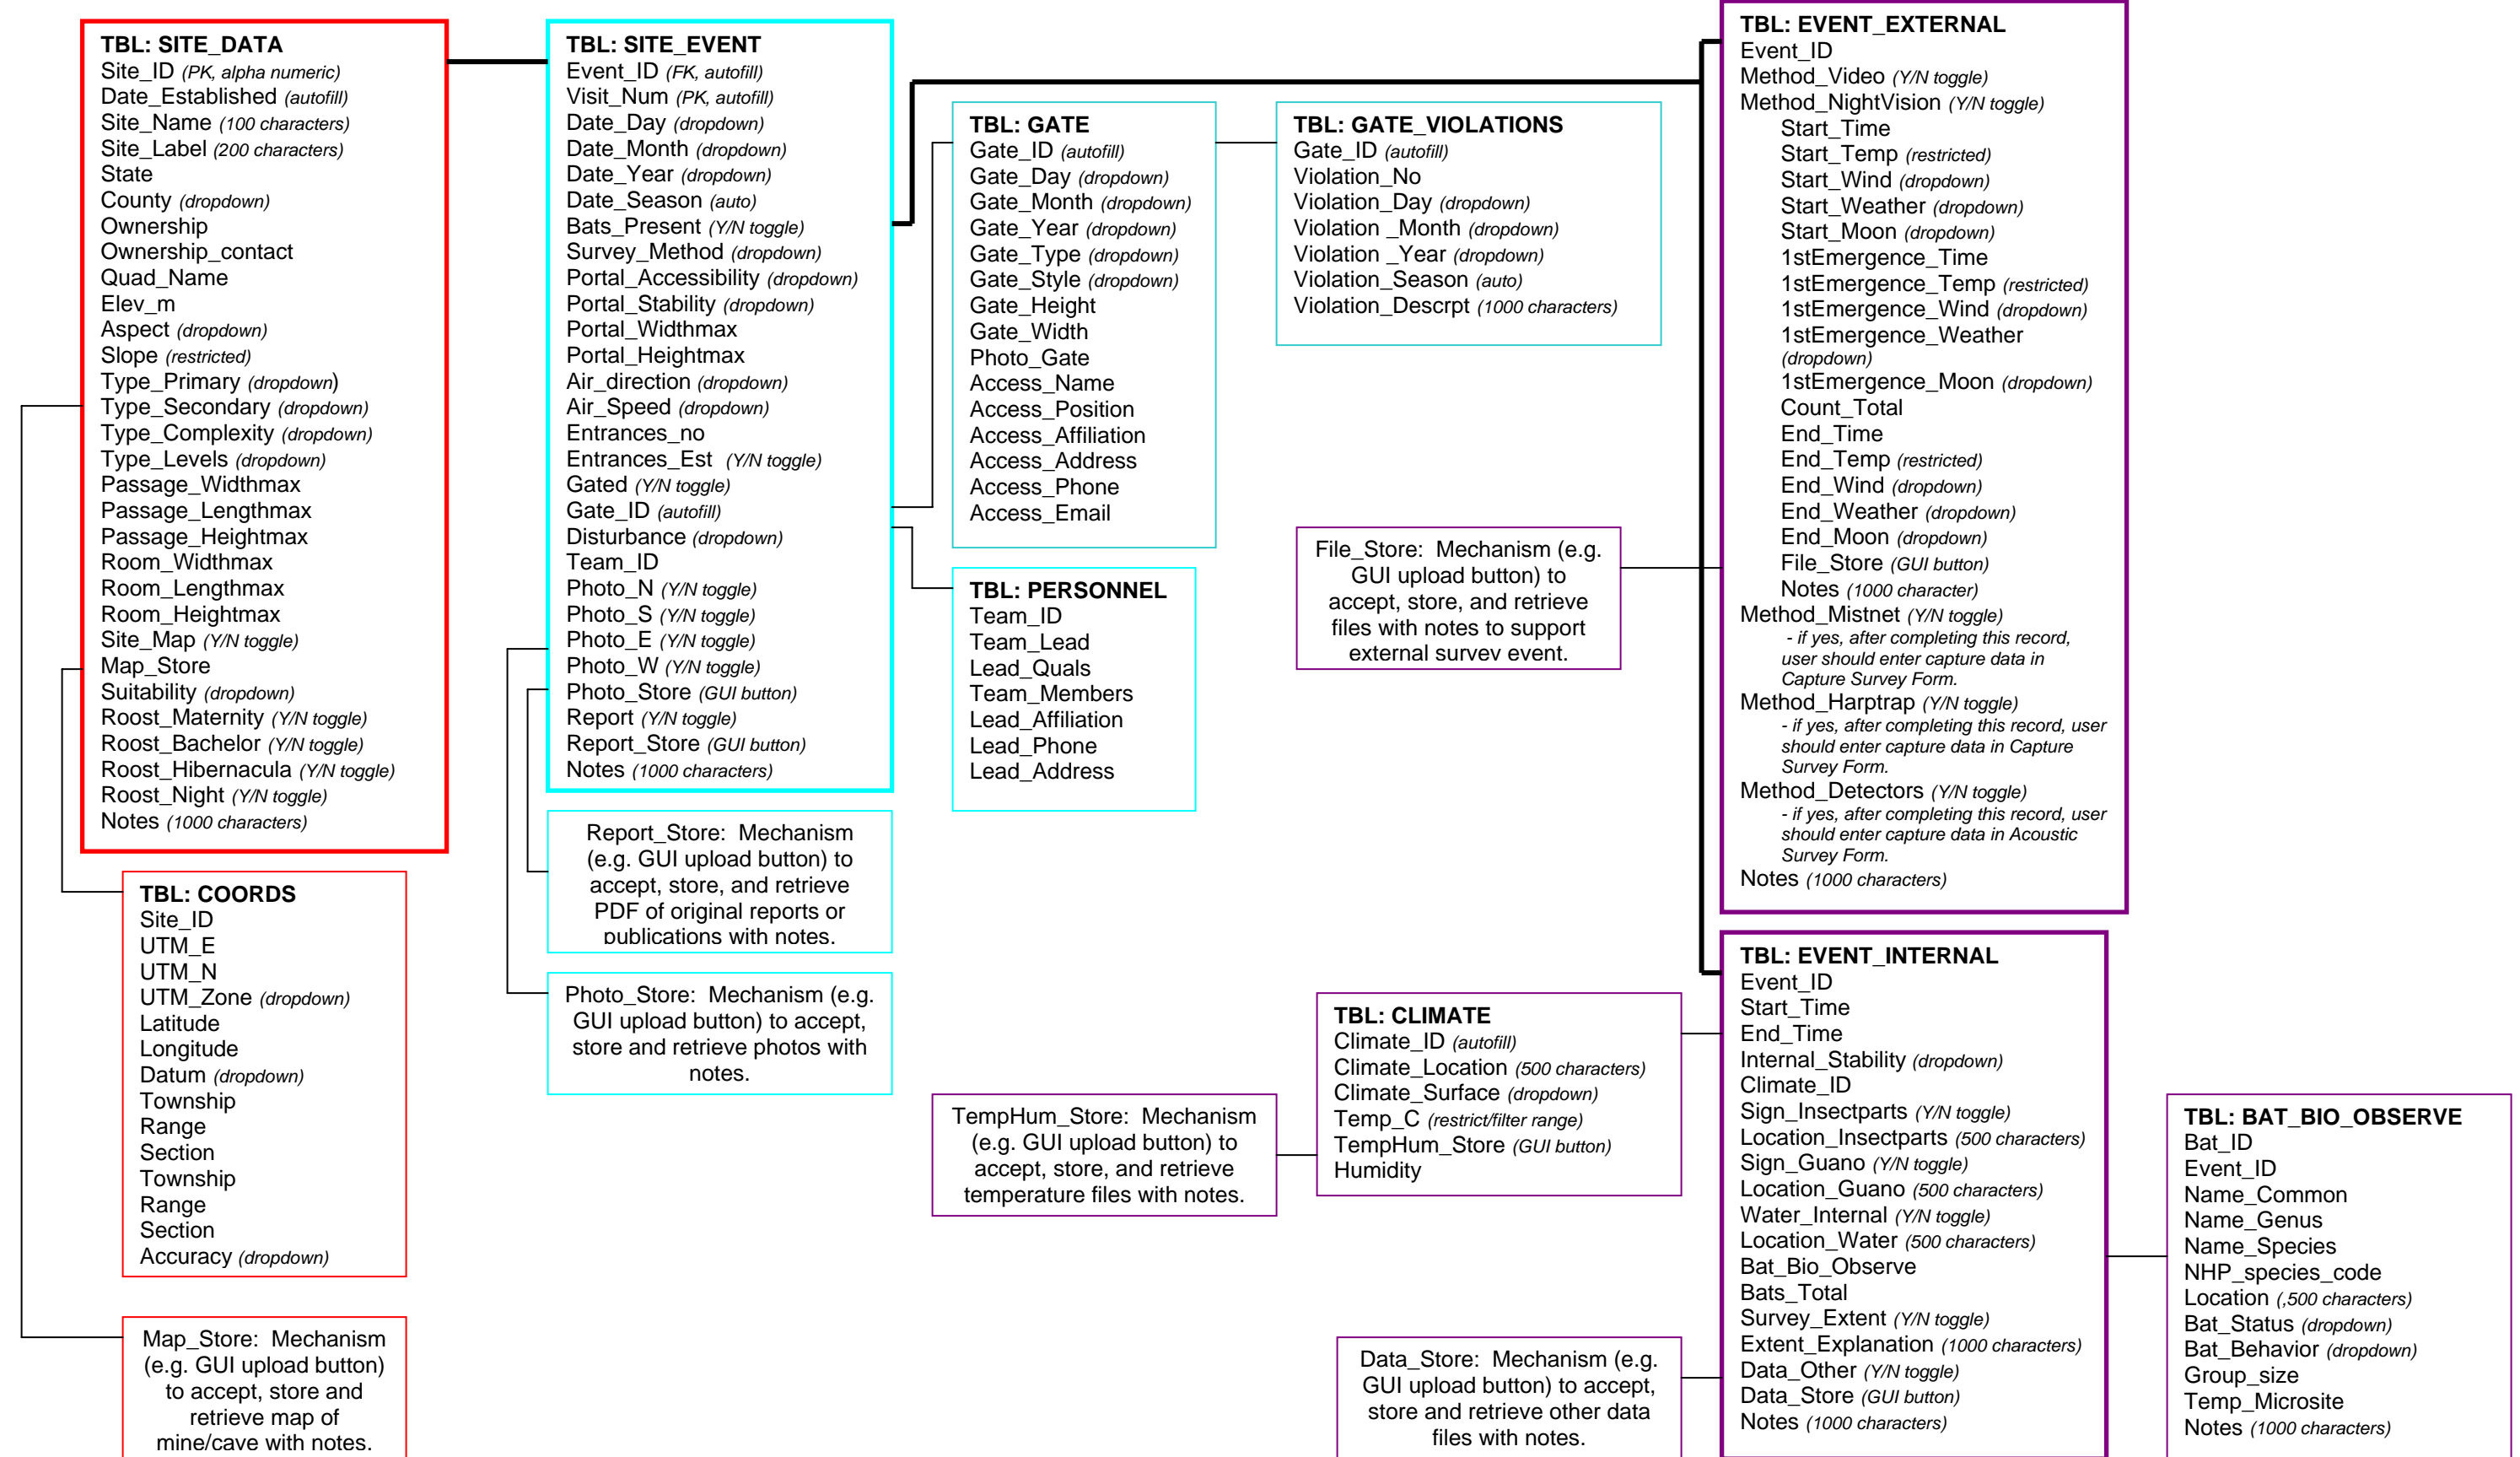 TBL: SITE_DATA
Site_ID (PK, alpha numeric)
Date_Established (autofill)
Site_Name (100 characters)
Site_Label (200 characters)
State
County (dropdown)
Ownership
Ownership_contact
Quad_Name
Elev_m
Aspect (dropdown)
Slope (restricted)
Type_Primary (dropdown)
Type_Secondary (dropdown)
Type_Complexity (dropdown)
Type_Levels (dropdown)
Passage_Widthmax
Passage_Lengthmax
Passage_Heightmax
Room_Widthmax
Room_Lengthmax
Room_Heightmax
Site_Map (Y/N toggle)
Map_Store
Suitability (dropdown)
Roost_Maternity (Y/N toggle)
Roost_Bachelor (Y/N toggle)
Roost_Hibernacula (Y/N toggle)
Roost_Night (Y/N toggle)
Notes (1000 characters)
TBL: COORDS
Site_ID
UTM_E
UTM_N
UTM_Zone (dropdown)
Latitude
Longitude
Datum (dropdown)
Township
Range
Section
Township
Range
Section
Accuracy (dropdown)
Map_Store: Mechanism
(e.g. GUI upload button)
to accept, store and
retrieve map of
mine/cave with notes.
TBL: SITE_EVENT
Event_ID (FK, autofill)
Visit_Num (PK, autofill)
Date_Day (dropdown)
Date_Month (dropdown)
Date_Year (dropdown)
Date_Season (auto)
Bats_Present (Y/N toggle)
Survey_Method (dropdown)
Portal_Accessibility (dropdown)
Portal_Stability (dropdown)
Portal_Widthmax
Portal_Heightmax
Air_direction (dropdown)
Air_Speed (dropdown)
Entrances_no
Entrances_Est (Y/N toggle)
Gated (Y/N toggle)
Gate_ID (autofill)
Disturbance (dropdown)
Team_ID
Photo_N (Y/N toggle)
Photo_S (Y/N toggle)
Photo_E (Y/N toggle)
Photo_W (Y/N toggle)
Photo_Store (GUI button)
Report (Y/N toggle)
Report_Store (GUI button)
Notes (1000 characters)
Report_Store: Mechanism
(e.g. GUI upload button) to
accept, store, and retrieve
PDF of original reports or
publications with notes.
Photo_Store: Mechanism (e.g.
GUI upload button) to accept,
store and retrieve photos with
notes.
TBL: GATE
Gate_ID (autofill)
Gate_Day (dropdown)
Gate_Month (dropdown)
Gate_Year (dropdown)
Gate_Type (dropdown)
Gate_Style (dropdown)
Gate_Height
Gate_Width
Photo_Gate
Access_Name
Access_Position
Access_Affiliation
Access_Address
Access_Phone
Access_Email
TBL: PERSONNEL
Team_ID
Team_Lead
Lead_Quals
Team_Members
Lead_Affiliation
Lead_Phone
Lead_Address
TBL: GATE_VIOLATIONS
Gate_ID (autofill)
Violation_No
Violation_Day (dropdown)
Violation _Month (dropdown)
Violation _Year (dropdown)
Violation_Season (auto)
Violation_Descrpt (1000 characters)
File_Store: Mechanism (e.g.
GUI upload button) to
accept, store, and retrieve
files with notes to support
external survey event.
TBL: EVENT_EXTERNAL
Event_ID
Method_Video (Y/N toggle)
Method_NightVision (Y/N toggle)
Start_Time
Start_Temp (restricted)
Start_Wind (dropdown)
Start_Weather (dropdown)
Start_Moon (dropdown)
1stEmergence_Time
1stEmergence_Temp (restricted)
1stEmergence_Wind (dropdown)
1stEmergence_Weather
(dropdown)
1stEmergence_Moon (dropdown)
Count_Total
End_Time
End_Temp (restricted)
End_Wind (dropdown)
End_Weather (dropdown)
End_Moon (dropdown)
File_Store (GUI button)
Notes (1000 character)
Method_Mistnet (Y/N toggle)
- if yes, after completing this record,
user should enter capture data in
Capture Survey Form.
Method_Harptrap (Y/N toggle)
- if yes, after completing this record, user
should enter capture data in Capture
Survey Form.
Method_Detectors (Y/N toggle)
- if yes, after completing this record, user
should enter capture data in Acoustic
Survey Form.
Notes (1000 characters)
TBL: CLIMATE
Climate_ID (autofill)
Climate_Location (500 characters)
Climate_Surface (dropdown)
Temp_C (restrict/filter range)
TempHum_Store (GUI button)
Humidity
TempHum_Store: Mechanism
(e.g. GUI upload button) to
accept, store, and retrieve
temperature files with notes.
Data_Store: Mechanism (e.g.
GUI upload button) to accept,
store and retrieve other data
files with notes.
TBL: EVENT_INTERNAL
Event_ID
Start_Time
End_Time
Internal_Stability (dropdown)
Climate_ID
Sign_Insectparts (Y/N toggle)
Location_Insectparts (500 characters)
Sign_Guano (Y/N toggle)
Location_Guano (500 characters)
Water_Internal (Y/N toggle)
Location_Water (500 characters)
Bat_Bio_Observe
Bats_Total
Survey_Extent (Y/N toggle)
Extent_Explanation (1000 characters)
Data_Other (Y/N toggle)
Data_Store (GUI button)
Notes (1000 characters)
TBL: BAT_BIO_OBSERVE
Bat_ID
Event_ID
Name_Common
Name_Genus
Name_Species
NHP_species_code
Location (,500 characters)
Bat_Status (dropdown)
Bat_Behavior (dropdown)
Group_size
Temp_Microsite
Notes (1000 characters)